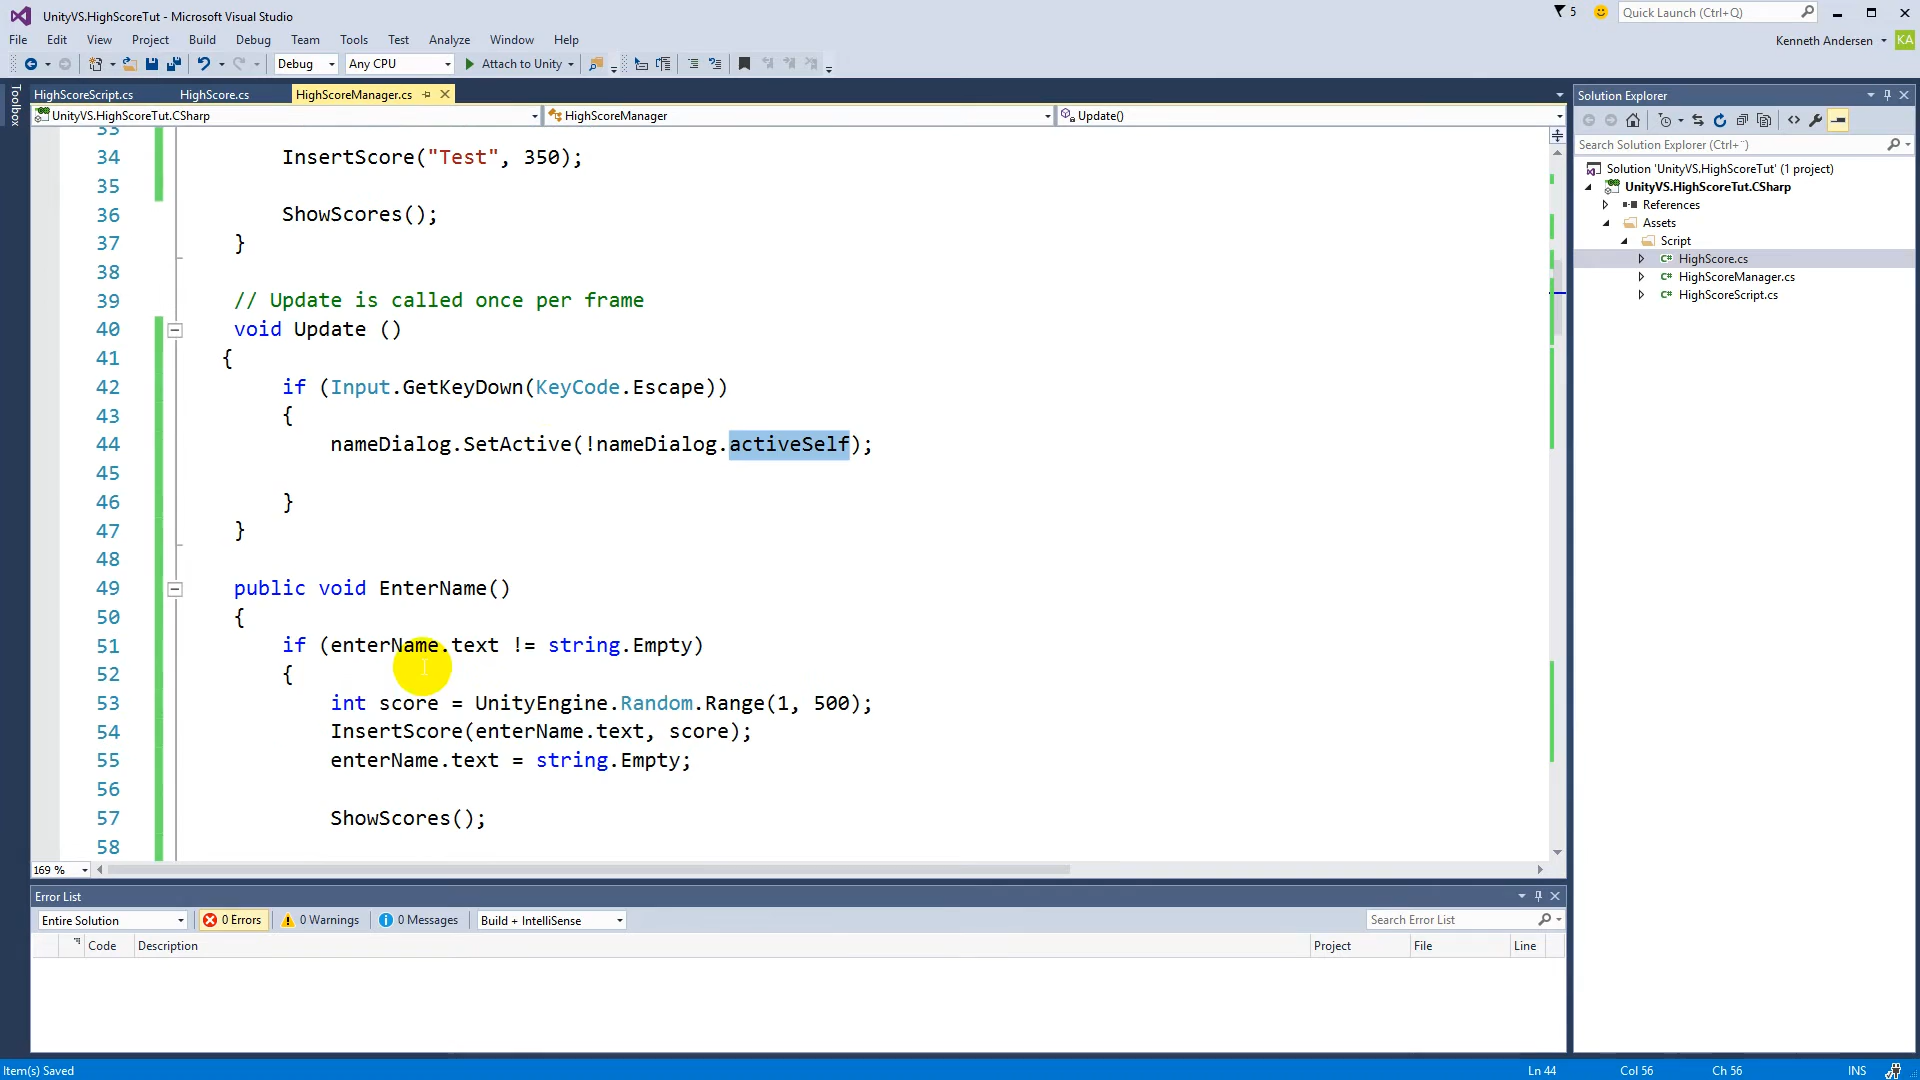 UnityVS.HighScoreTut - Microsoft Visual Studio
5
Quick Launch (Ctrl+Q)
File Edit View Project Build Debug Team Tools Test Analyze Window Help
Kenneth Andersen KA
Debug Any CPU Attach to Unity
Toolbox
HighScoreScript.cs HighScore.cs HighScoreManager.cs
UnityVS.HighScoreTut.CSharp HighScoreManager Update()
33
34 InsertScore("Test", 350);
35
36 ShowScores();
37 }
38
39 // Update is called once per frame
40 void Update ()
41 {
42 if (Input.GetKeyDown(KeyCode.Escape))
43 {
44 nameDialog.SetActive(!nameDialog.activeSelf);
45
46 }
47 }
48
49 public void EnterName()
50 {
51 if (enterName.text != string.Empty)
52 {
53 int score = UnityEngine.Random.Range(1, 500);
54 InsertScore(enterName.text, score);
55 enterName.text = string.Empty;
56
57 ShowScores();
58
169 %
Solution Explorer
Search Solution Explorer (Ctrl+¨)
Solution 'UnityVS.HighScoreTut' (1 project)
UnityVS.HighScoreTut.CSharp
References
Assets
Script
C# HighScore.cs
C# HighScoreManager.cs
C# HighScoreScript.cs
Error List
Entire Solution 0 Errors 0 Warnings 0 Messages Build + IntelliSense Search Error List
Code Description Project File Line
Item(s) Saved Ln 44 Col 56 Ch 56 INS